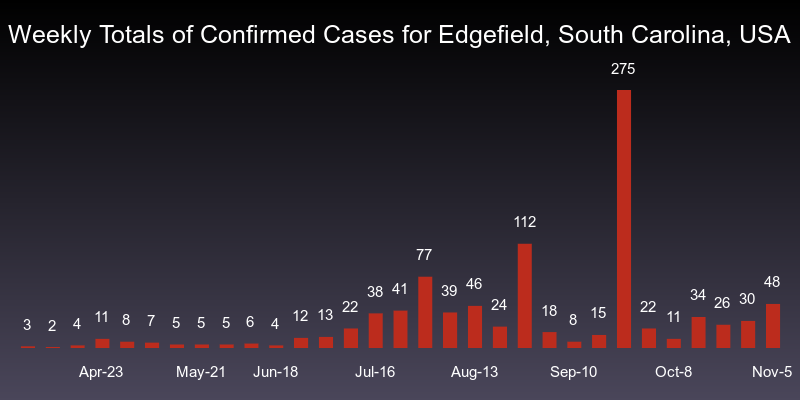 Weekly Totals of Confirmed Cases for Edgefield, South Carolina, USA
3 2 4 11 8 7 5 5 5 6 4 12 13 22 38 41 77 39 46 24 112 18 8 15 275 22 11 34 26 30 48
Apr-23 May-21 Jun-18 Jul-16 Aug-13 Sep-10 Oct-8 Nov-5